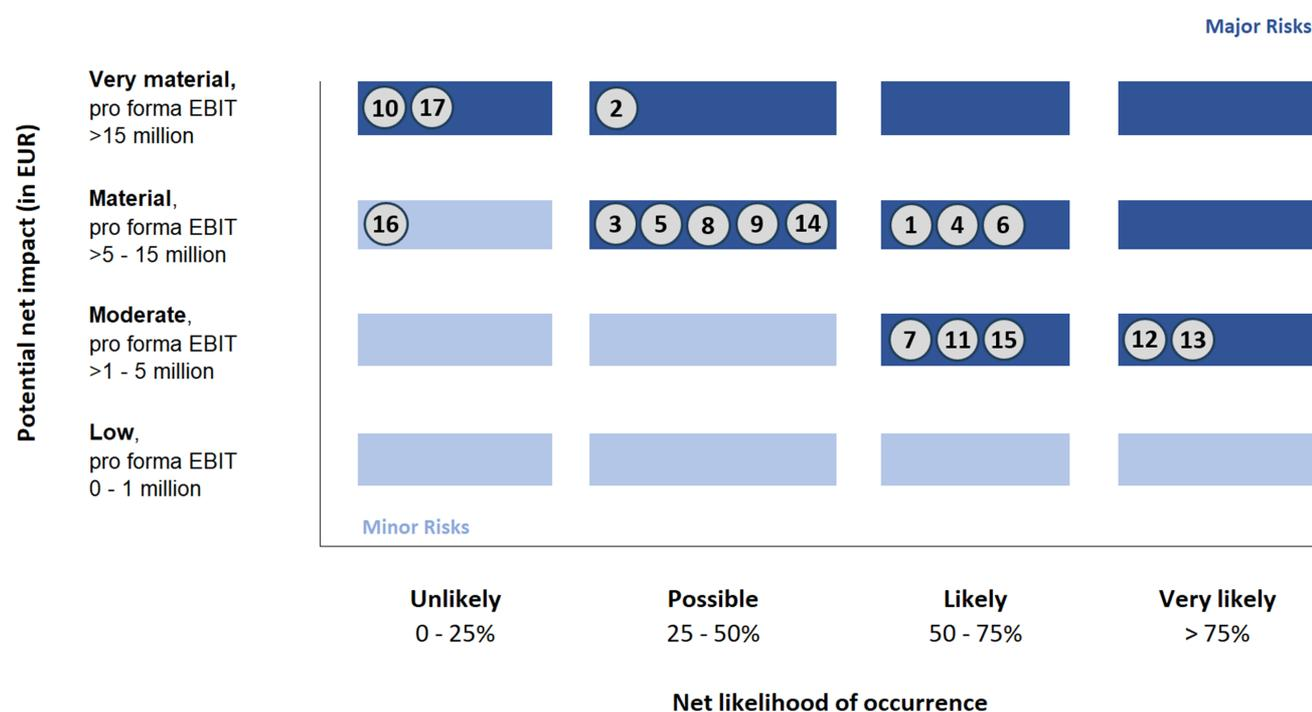 Major Risks
Potential net impact (in EUR)
Very material,
pro forma EBIT
>15 million
10 17 2
Material,
pro forma EBIT
>5 - 15 million
16 3 5 8 9 14 1 4 6
Moderate,
pro forma EBIT
>1 - 5 million
7 11 15 12 13
Low,
pro forma EBIT
0 - 1 million
Minor Risks
Unlikely Possible Likely Very likely
0 - 25% 25 - 50% 50 - 75% > 75%
Net likelihood of occurrence